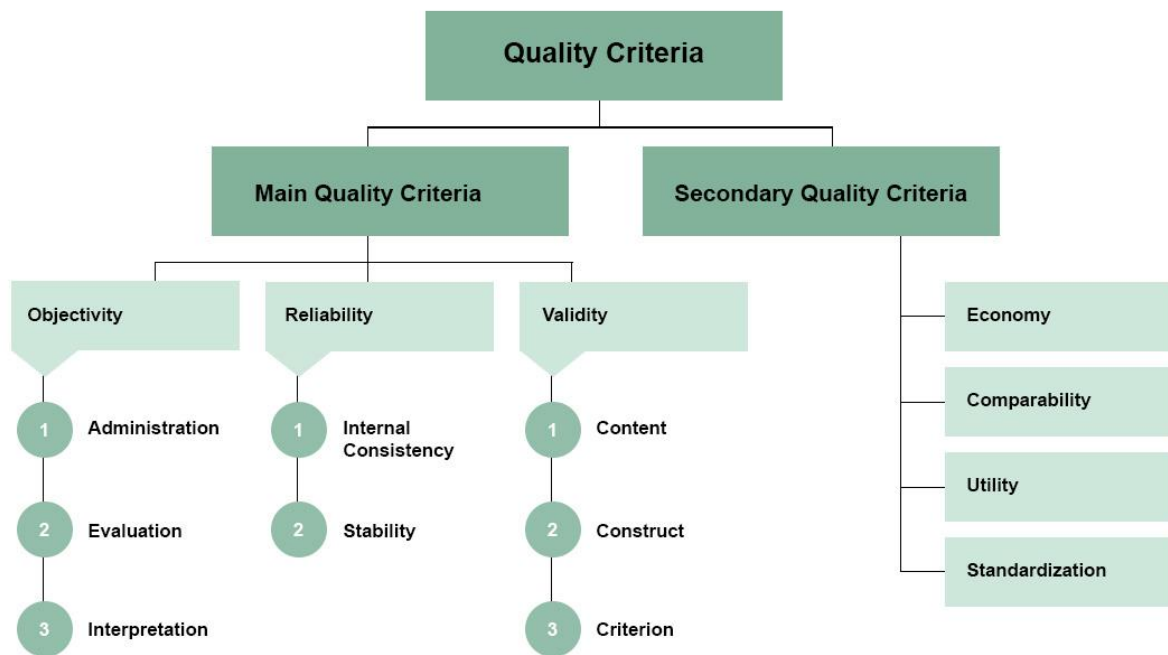 Quality Criteria
Main Quality Criteria
Secondary Quality Criteria
Objectivity
1
Administration
2
Evaluation
3
Interpretation
Reliability
1
Internal
Consistency
2
Stability
Validity
1
Content
2
Construct
3
Criterion
Economy
Comparability
Utility
Standardization